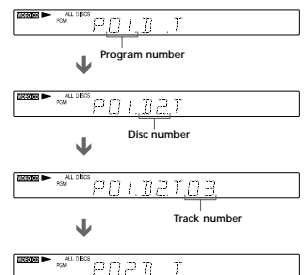 VIDEO CD ALL DISCS
PGM P01.D .T
Program number
VIDEO CD ALL DISCS
PGM P01.D2.T
Disc number
VIDEO CD ALL DISCS
PGM P01.D2T03
Track number
VIDEO CD ALL DISCS
PGM P02.D .T